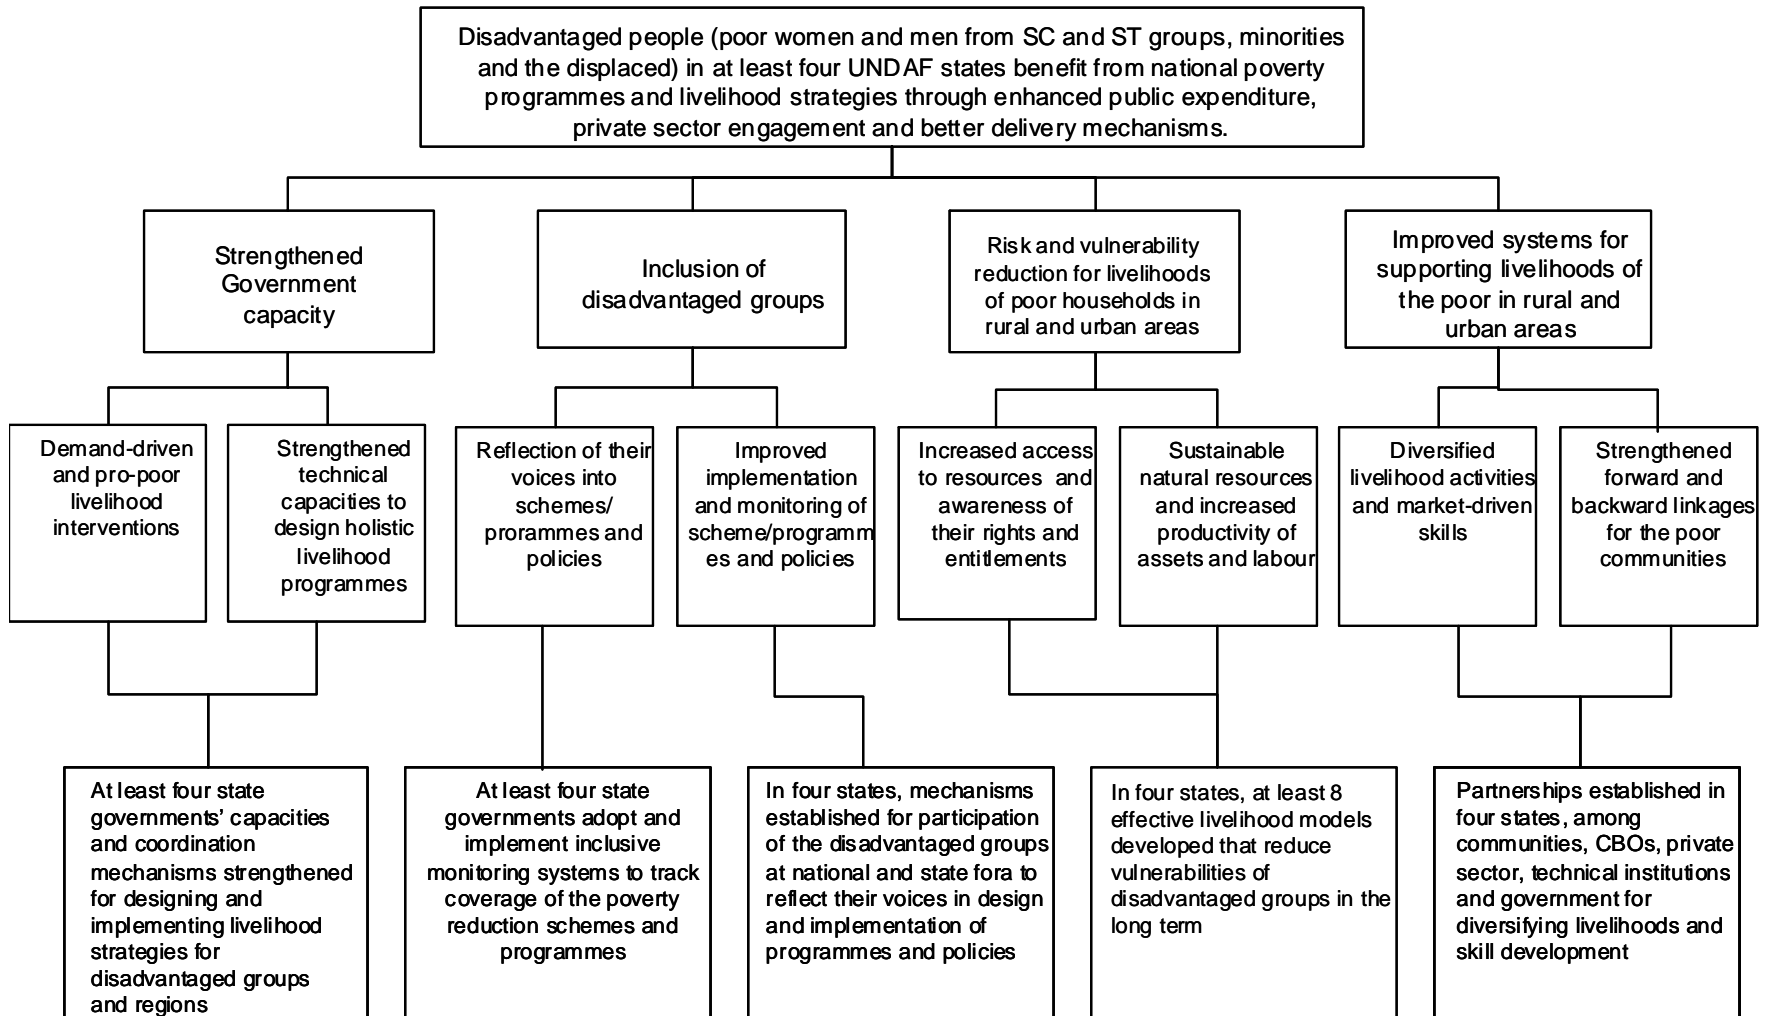 Disadvantaged people (poor women and men from SC and ST groups, minorities
and the displaced) in at least four UNDAF states benefit from national poverty
programmes and livelihood strategies through enhanced public expenditure,
private sector engagement and better delivery mechanisms.
Strengthened
Government
capacity
Inclusion of
disadvantaged groups
Risk and vulnerability
reduction for livelihoods
of poor households in
rural and urban areas
Improved systems for
supporting livelihoods of
the poor in rural and
urban areas
Demand-driven
and pro-poor
livelihood
interventions
Strengthened
technical
capacities to
design holistic
livelihood
programmes
Reflection of their
voices into
schemes/
prorammes and
policies
Improved
implementation
and monitoring of
scheme/programm
es and policies
Increased access
to resources and
awareness of
their rights and
entitlements
Sustainable
natural resources
and increased
productivity of
assets and labour
Diversified
livelihood activities
and market-driven
skills
Strengthened
forward and
backward linkages
for the poor
communities
At least four state
governments' capacities
and coordination
mechanisms strengthened
for designing and
implementing livelihood
strategies for
disadvantaged groups
and regions
At least four state
governments adopt and
implement inclusive
monitoring systems to track
coverage of the poverty
reduction schemes and
programmes
In four states, mechanisms
established for participation
of the disadvantaged groups
at national and state fora to
reflect their voices in design
and implementation of
programmes and policies
In four states, at least 8
effective livelihood models
developed that reduce
vulnerabilities of
disadvantaged groups in the
long term
Partnerships established in
four states, among
communities, CBOs, private
sector, technical institutions
and government for
diversifying livelihoods and
skill development